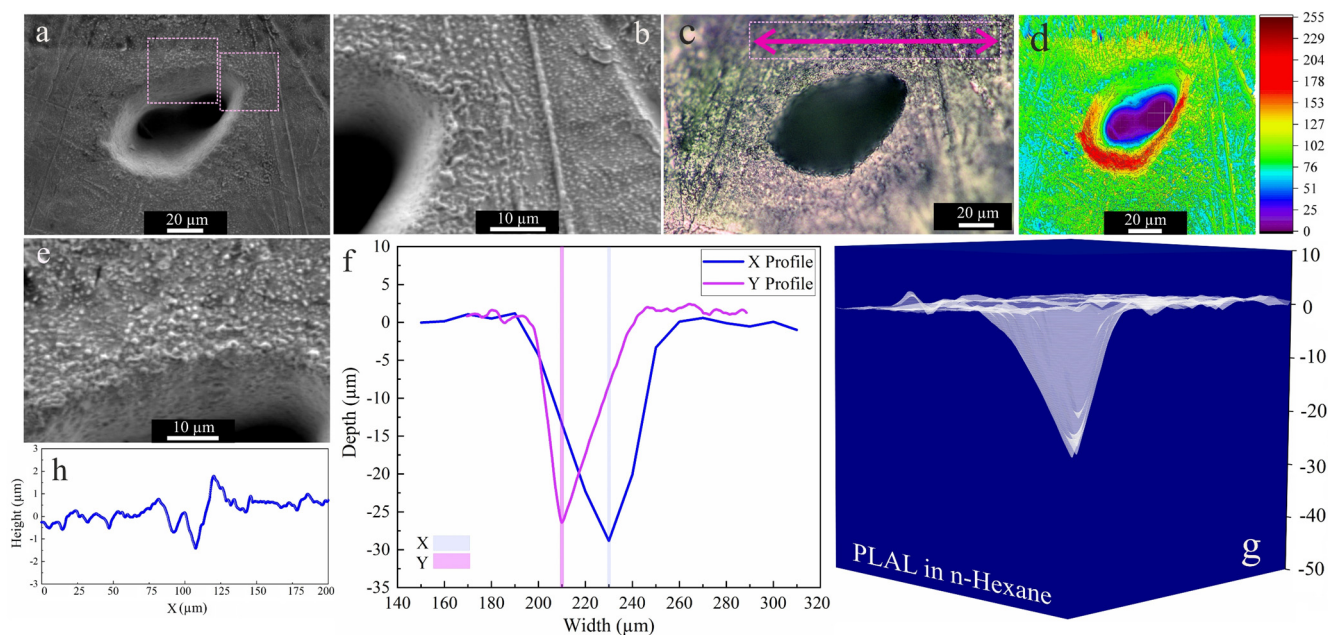 a
20 µm
b
10 µm
c
20 µm
d
20 µm
255
229
204
178
153
127
102
76
51
25
0
e
10 µm
f
10
5
0
-5
-10
-15
-20
-25
-30
-35
Depth (µm)
X Profile
Y Profile
X
Y
140 160 180 200 220 240 260 280 300 320
Width (µm)
10
0
-10
-20
-30
-40
-50
g
PLAL in n-Hexane
h
3
2
1
0
-1
-2
-3
Height (µm)
0 25 50 75 100 125 150 175 200
X (µm)